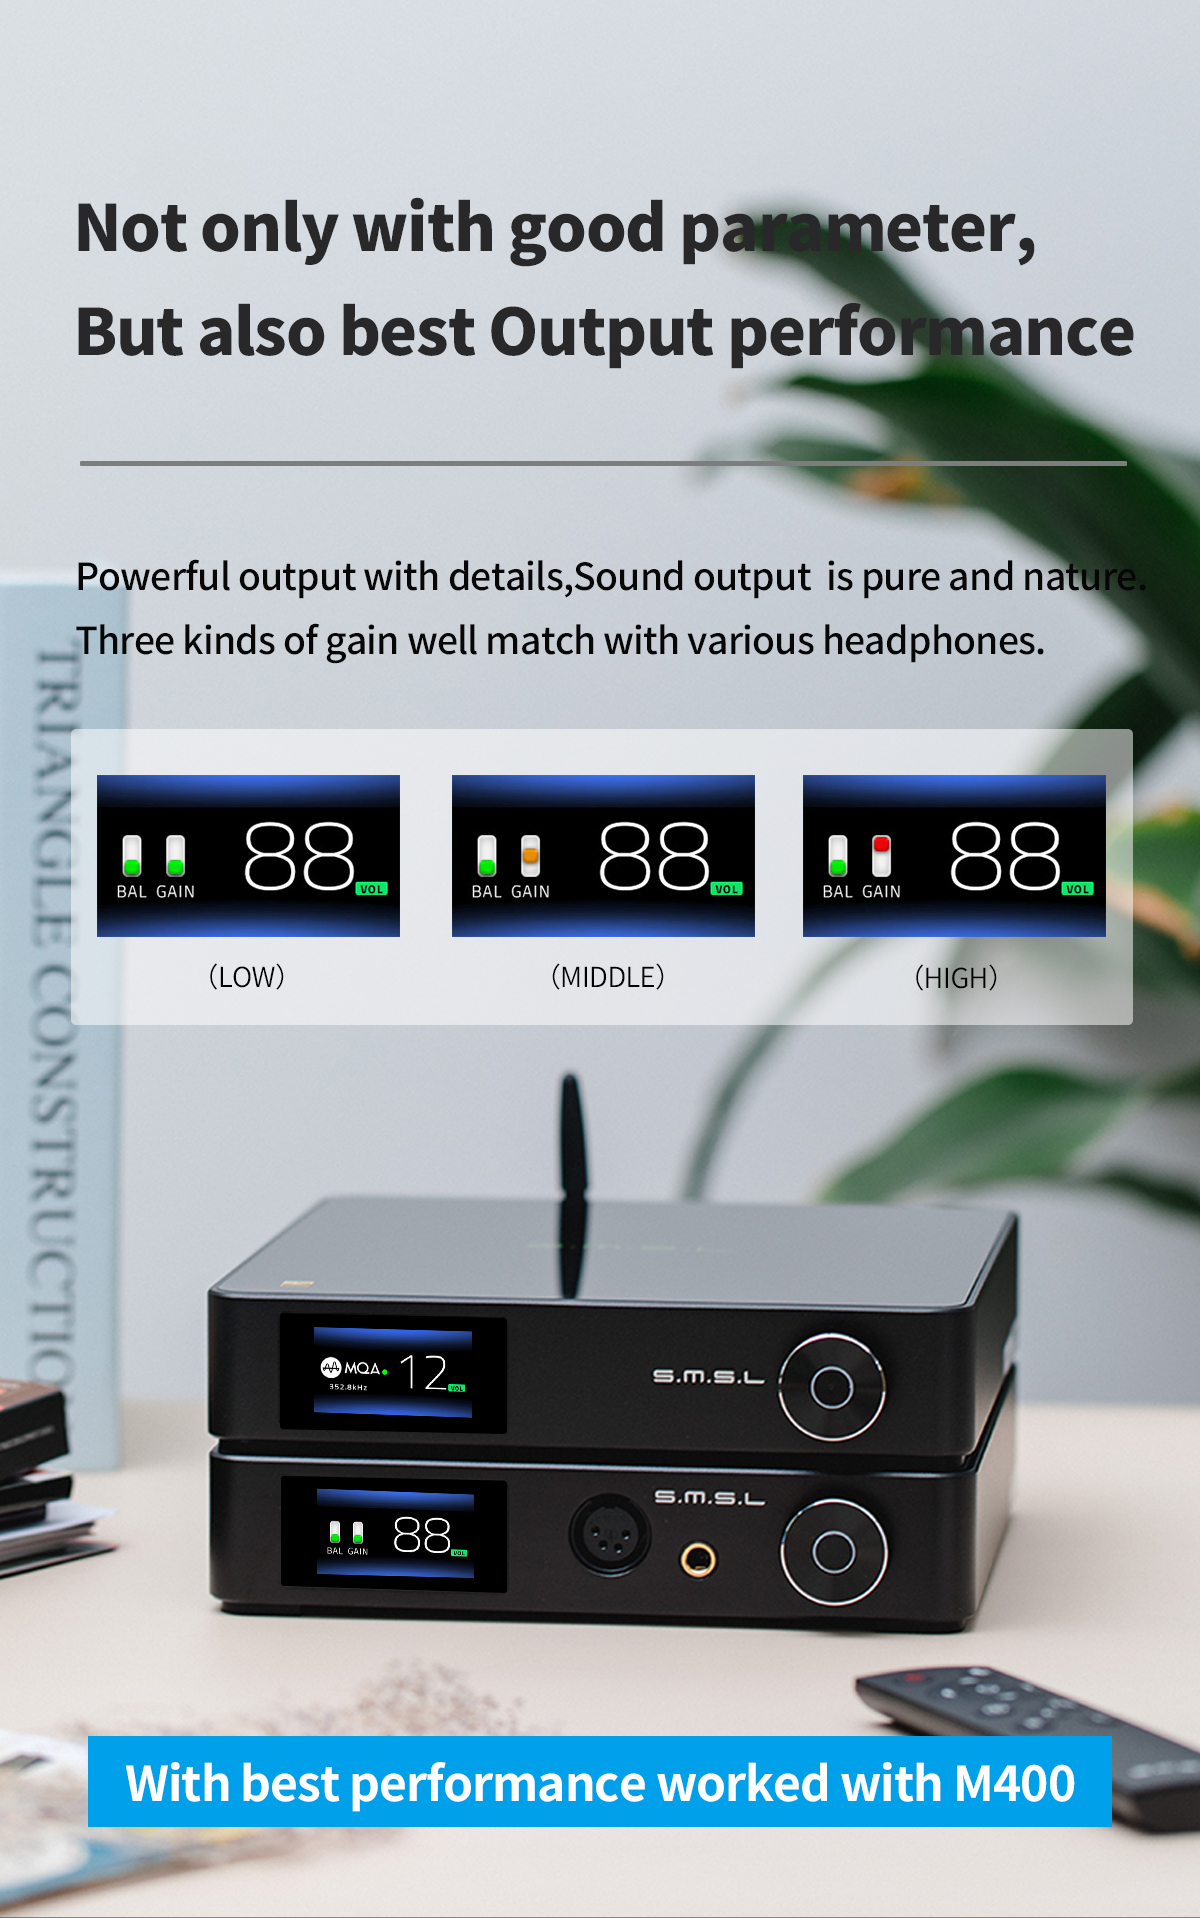 Not only with good parameter,
But also best Output performance
Powerful output with details,Sound output is pure and nature.
Three kinds of gain well match with various headphones.
BAL GAIN 88 VOL
BAL GAIN 88 VOL
BAL GAIN 88 VOL
(LOW)
(MIDDLE)
(HIGH)
TRIANGLE CONSTRUCTIO
S.M.S.L
MQA 12 VOL
352.8kHz
S.M.S.L
S.M.S.L
BAL GAIN 88 VOL
With best performance worked with M400